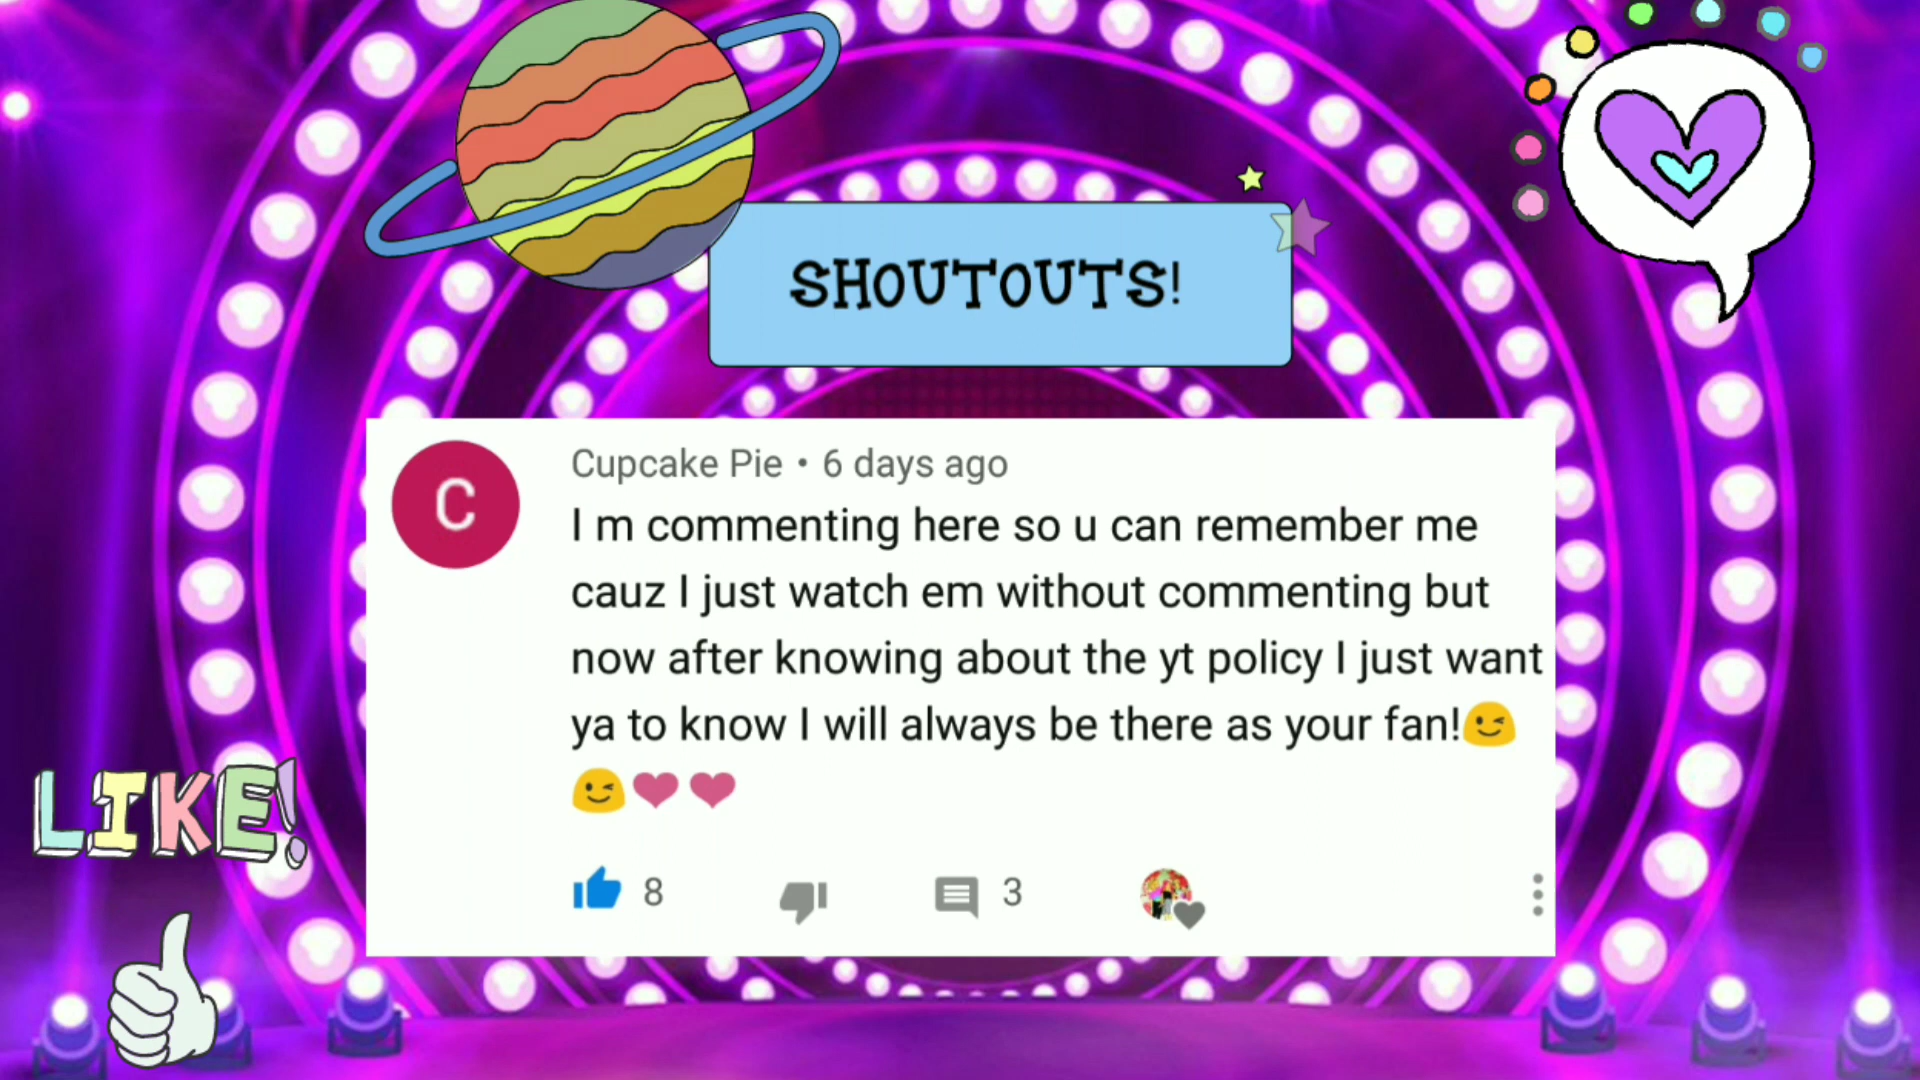 SHOUTOUTS!
Cupcake Pie • 6 days ago
I m commenting here so u can remember me
cauz I just watch em without commenting but
now after knowing about the yt policy I just want
ya to know I will always be there as your fan!😉
😉❤❤
8 3
LIKE!
C